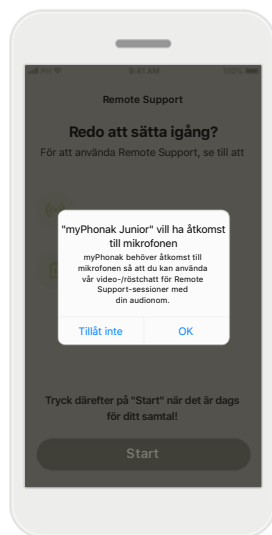 9:41 AM
100%
Remote Support
Redo att sätta igång?
För att använda Remote Support, se till att
"myPhonak Junior" vill ha åtkomst
till mikrofonen
myPhonak behöver åtkomst till
mikrofonen så att du kan använda
vår video-/röstchatt för Remote
Support-sessioner med
din audionom.
Tillåt inte
OK
Tryck därefter på "Start" när det är dags
för ditt samtal!
Start